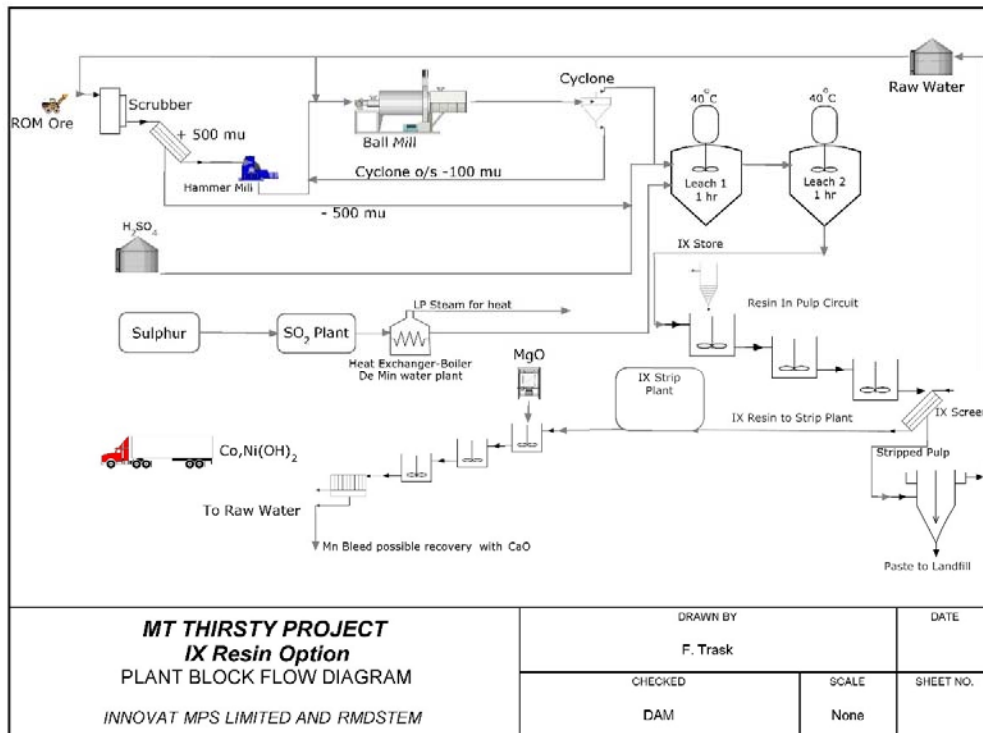 Raw Water
ROM Ore
Scrubber
+ 500 mu
Hammer Mill
Ball Mill
Cyclone
Cyclone o/s -100 mu
- 500 mu
40°C
40°C
Leach 1
1 hr
Leach 2
1 hr
H2SO4
IX Store
Resin In Pulp Circuit
LP Steam for heat
Sulphur
SO2 Plant
Heat Exchanger-Boiler
De Min water plant
MgO
IX Strip
Plant
IX Resin to Strip Plant
IX Screen
Stripped Pulp
Co,Ni(OH)2
To Raw Water
Mn Bleed possible recovery with CaO
Paste to Landfill
MT THIRSTY PROJECT
IX Resin Option
PLANT BLOCK FLOW DIAGRAM
INNOVAT MPS LIMITED AND RMDSTEM
DRAWN BY
F. Trask
DATE
CHECKED
DAM
SCALE
None
SHEET NO.